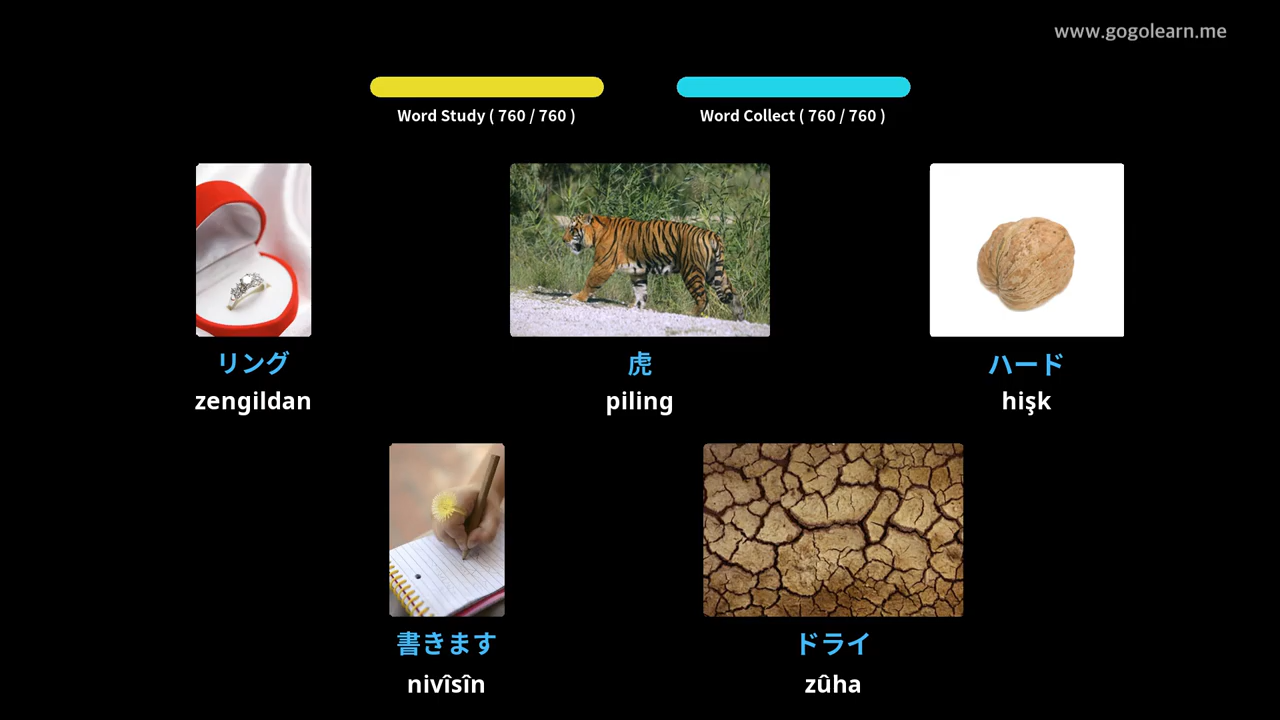 www.gogolearn.me
Word Study ( 760 / 760 )
Word Collect ( 760 / 760 )
リング
zengildan
虎
piling
ハード
hişk
書きます
nivîsîn
ドライ
zûha